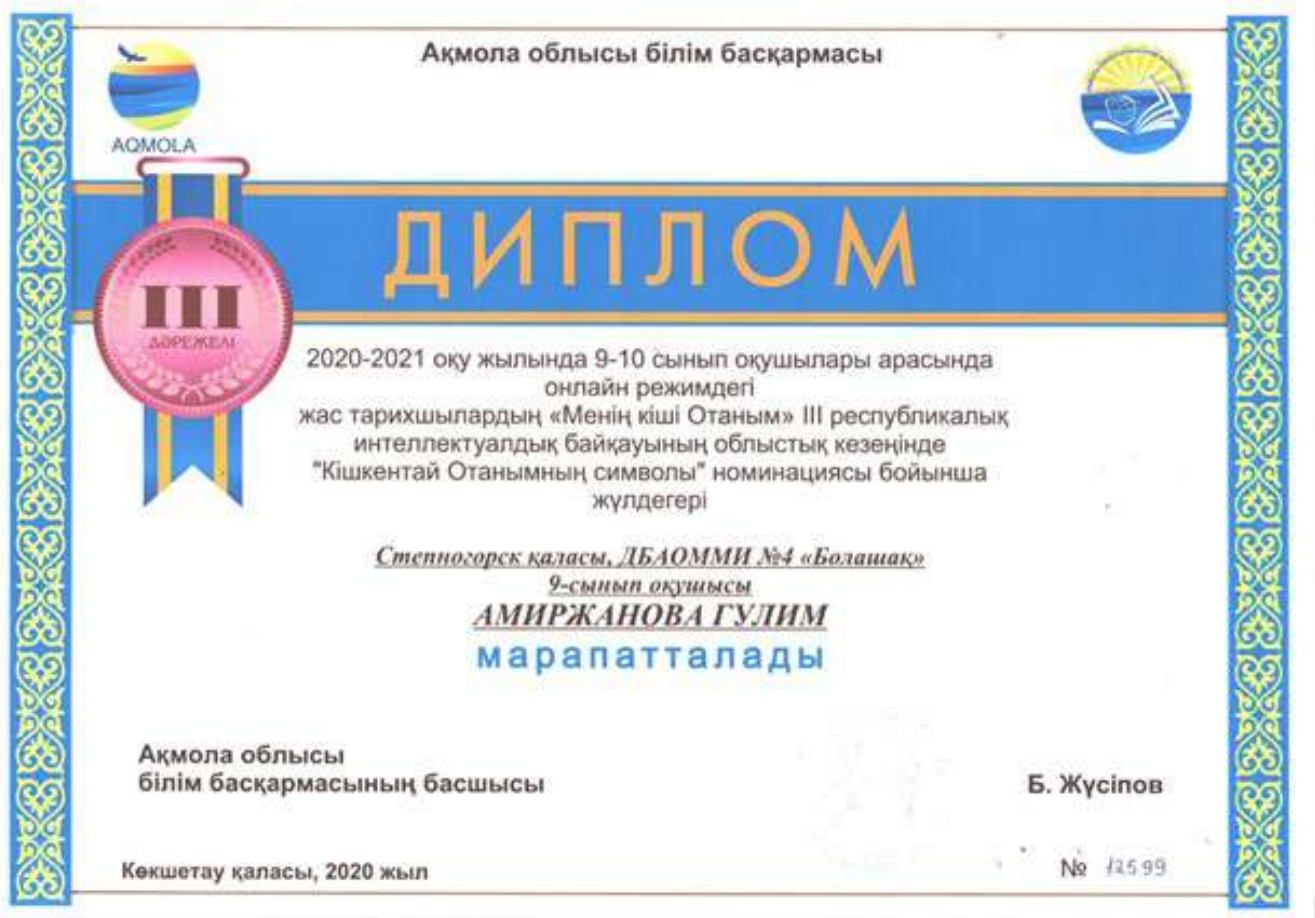 Ақмола облысы білім басқармасы
AQMOLA
ДИПЛОМ
III
ДӘРЕЖЕЛІ
2020-2021 оқу жылында 9-10 сынып оқушылары арасында
онлайн режимдегі
жас тарихшылардың «Менің кіші Отаным» III республикалық
интеллектуалдық байқауының облыстық кезеңінде
"Кішкентай Отанымның символы" номинациясы бойынша
жүлдегері
Степногорск қаласы, ДБАОММИ №4 «Болашақ»
9-сынып оқушысы
АМИРЖАНОВА ГУЛИМ
марапатталады
Ақмола облысы
білім басқармасының басшысы
Б. Жүсіпов
Көкшетау қаласы, 2020 жыл
№ 12599